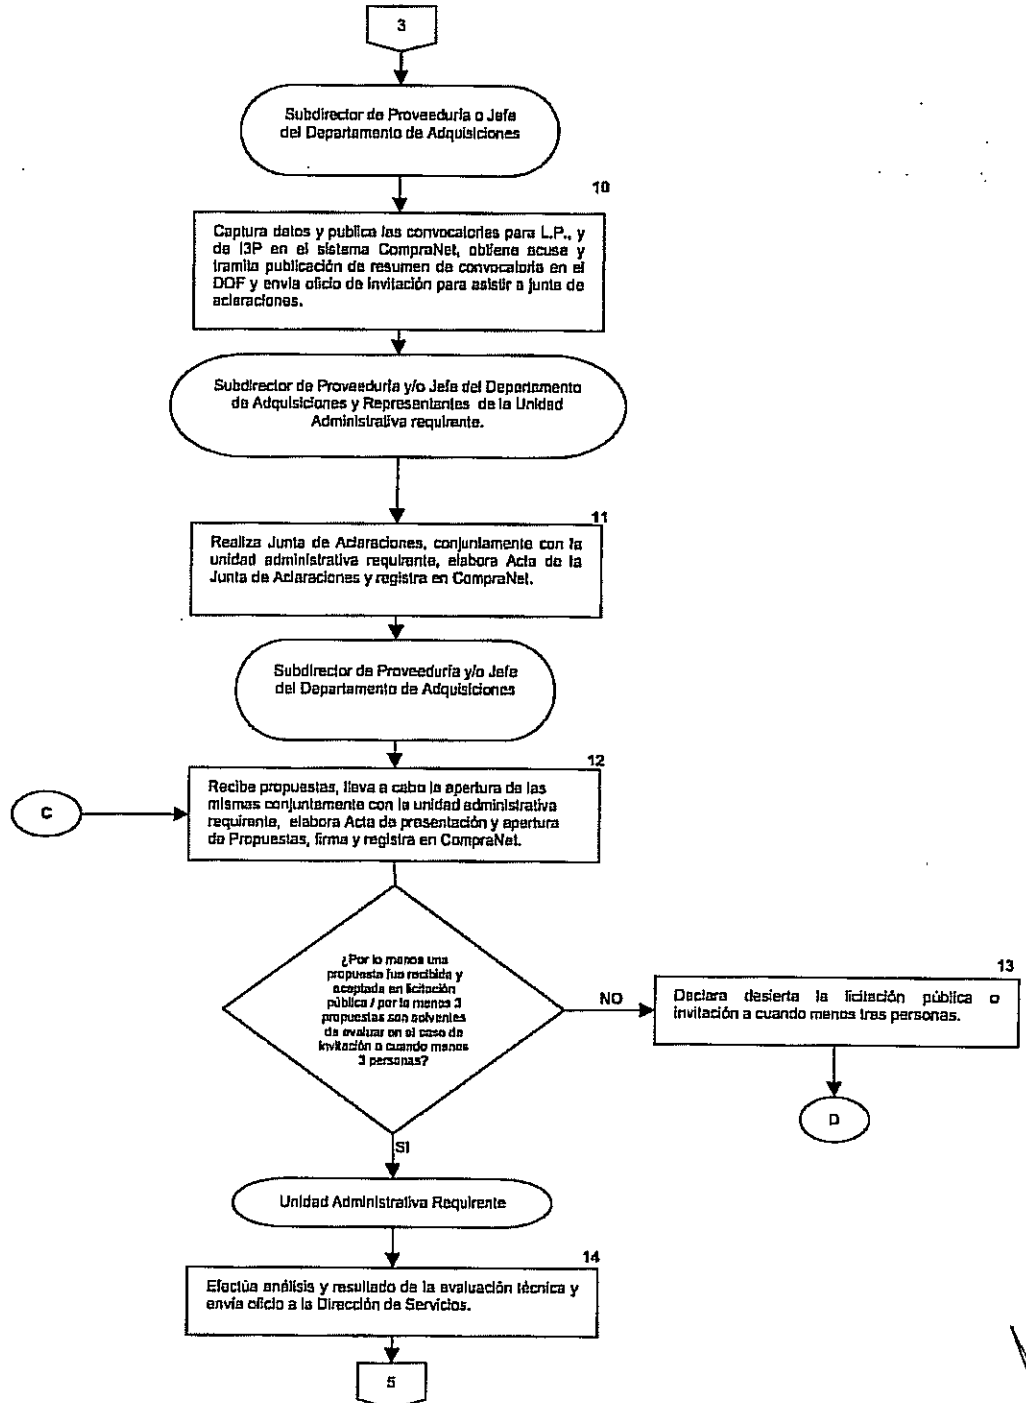 3
Subdirector de Proveeduría o Jefe
del Departamento de Adquisiciones
10
Captura datos y publica las convocatorias para L.P., y
de I3P en el sistema CompraNet, obtiene acuse y
tramita publicación de resumen de convocatoria en el
DOF y envía oficio de invitación para asistir a junta de
aclaraciones.
Subdirector de Proveeduría y/o Jefe del Departamento
de Adquisiciones y Representantes de la Unidad
Administrativa requirente.
11
Realiza Junta de Aclaraciones, conjuntamente con la
unidad administrativa requirente, elabora Acta de la
Junta de Aclaraciones y registra en CompraNet.
Subdirector de Proveeduría y/o Jefe
del Departamento de Adquisiciones
12
C
Recibe propuestas, lleva a cabo la apertura de las
mismas conjuntamente con la unidad administrativa
requirente, elabora Acta de presentación y apertura
de Propuestas, firma y registra en CompraNet.
¿Por lo menos una
propuesta fue recibida y
aceptada en licitación
pública / por lo menos 3
propuestas son solventes
de evaluar en el caso de
invitación a cuando menos
3 personas?
NO
13
Declara desierta la licitación pública o
invitación a cuando menos tres personas.
D
SI
Unidad Administrativa Requirente
14
Efectúa análisis y resultado de la evaluación técnica y
envía oficio a la Dirección de Servicios.
5